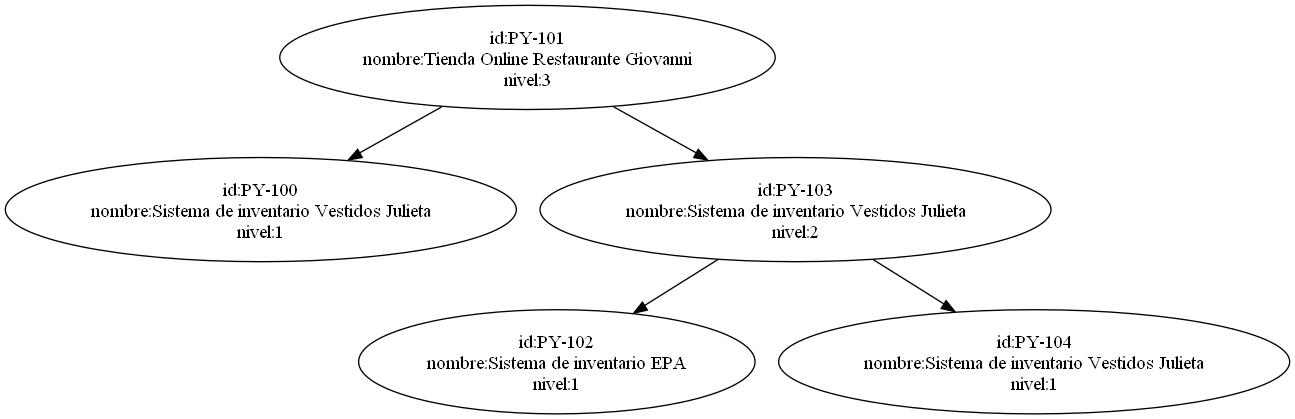 id:PY-101
nombre:Tienda Online Restaurante Giovanni
nivel:3
id:PY-100
nombre:Sistema de inventario Vestidos Julieta
nivel:1
id:PY-103
nombre:Sistema de inventario Vestidos Julieta
nivel:2
id:PY-102
nombre:Sistema de inventario EPA
nivel:1
id:PY-104
nombre:Sistema de inventario Vestidos Julieta
nivel:1